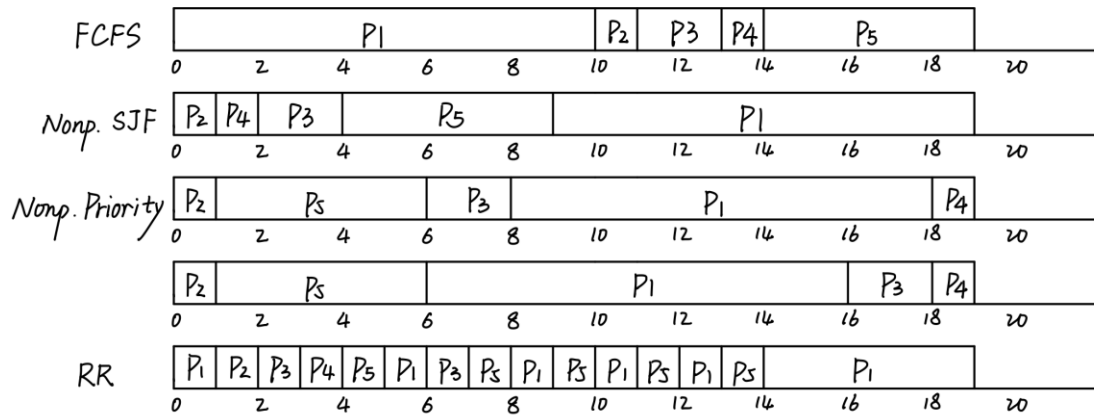 FCFS P1 P2 P3 P4 P5
0 2 4 6 8 10 12 14 16 18 20
Nonp. SJF P2 P4 P3 P5 P1
0 2 4 6 8 10 12 14 16 18 20
Nonp. Priority P2 P5 P3 P1 P4
0 2 4 6 8 10 12 14 16 18 20
P2 P5 P1 P3 P4
0 2 4 6 8 10 12 14 16 18 20
RR P1 P2 P3 P4 P5 P1 P3 P5 P1 P5 P1 P5 P1 P5 P1
0 2 4 6 8 10 12 14 16 18 20